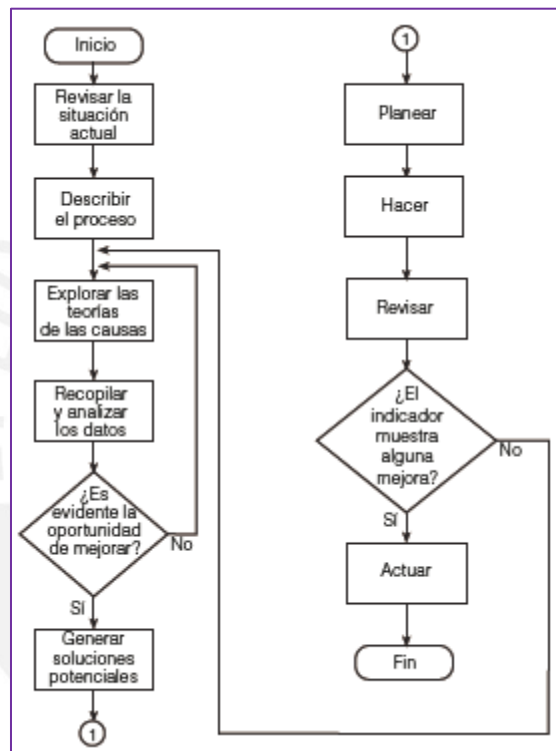 Inicio
Revisar la
situación
actual
Describir
el proceso
Explorar las
teorías
de las causas
Recopilar
y analizar
los datos
¿Es
evidente la
oportunidad
de mejorar?
No
Sí
Generar
soluciones
potenciales
1
1
Planear
Hacer
Revisar
¿El
indicador
muestra
alguna
mejora?
No
Sí
Actuar
Fin